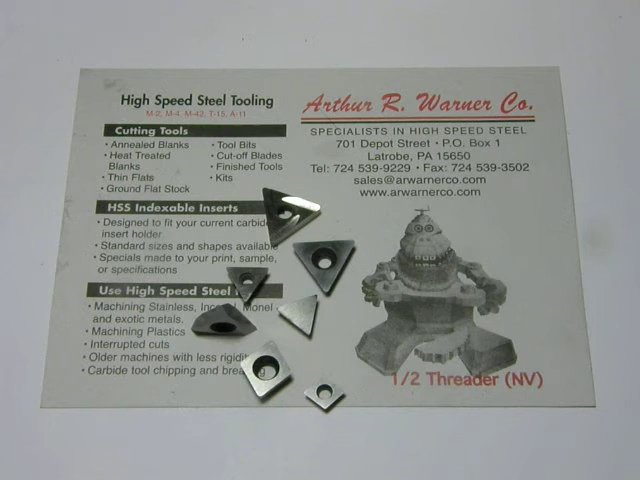 High Speed Steel Tooling
M-2, M-4, M-42, T-15, A-11
Cutting Tools
• Annealed Blanks
• Heat Treated
Blanks
• Thin Flats
• Ground Flat Stock
• Tool Bits
• Cut-off Blades
• Finished Tools
• Kits
HSS Indexable Inserts
• Designed to fit your current carbide
insert holder
• Standard sizes and shapes available
• Specials made to your print, sample,
or specifications
Use High Speed Steel
• Machining Stainless, Monel
and exotic metals.
• Machining Plastics
• Interrupted cuts
• Older machines with less
• Carbide tool chipping and
Arthur R. Warner Co.
SPECIALISTS IN HIGH SPEED STEEL
701 Depot Street • P.O. Box 1
Latrobe, PA 15650
Tel: 724 539-9229 • Fax: 724 539-3502
sales@arwarnerco.com
www.arwarnerco.com
1/2 Threader (NV)